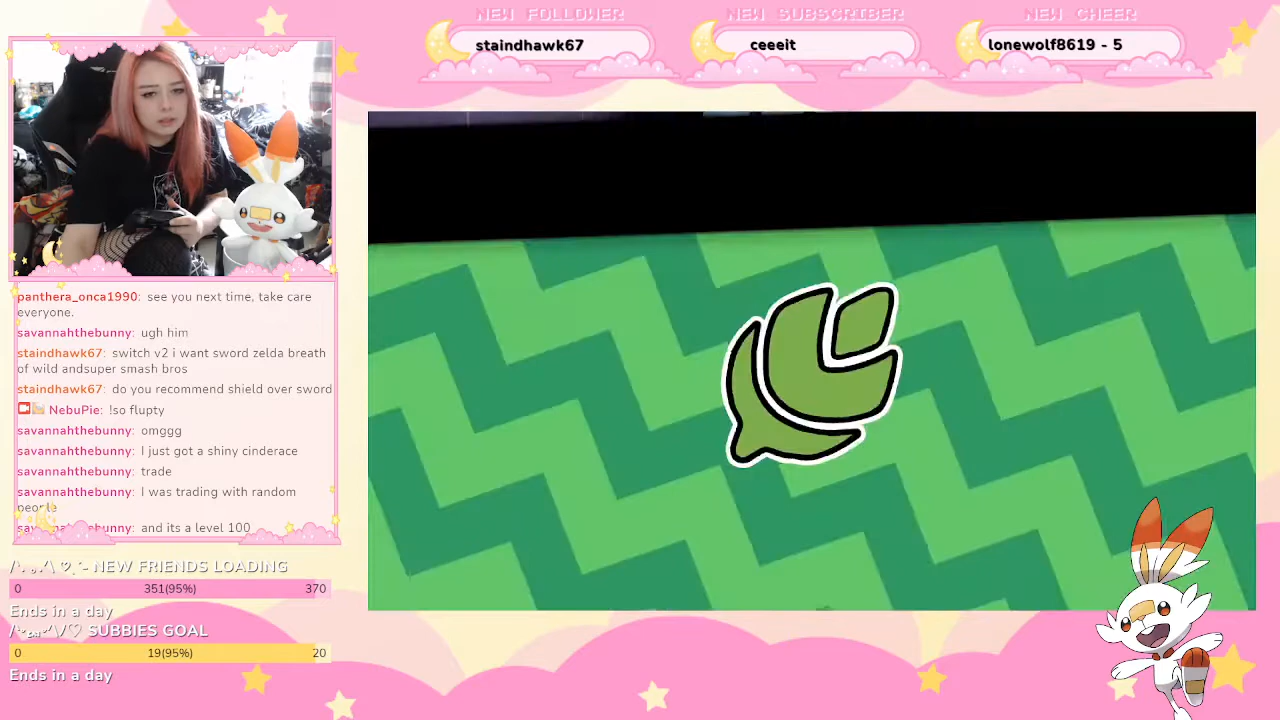 NEW FOLLOWER
NEW SUBSCRIBER
NEW CHEER
staindhawk67
ceeeit
lonewolf8619 - 5
panthera_onca1990: see you next time, take care
everyone.
savannahthebunny: ugh him
staindhawk67: switch v2 i want sword zelda breath
of wild andsuper smash bros
staindhawk67: do you recommend shield over sword
NebuPie: !so flupty
savannahthebunny: omggg
savannahthebunny: I just got a shiny cinderace
savannahthebunny: trade
savannahthebunny: I was trading with random
people
savannahthebunny: and its a level 100
NEW FRIENDS LOADING
0 351(95%) 370
Ends in a day
SUBBIES GOAL
0 19(95%) 20
Ends in a day